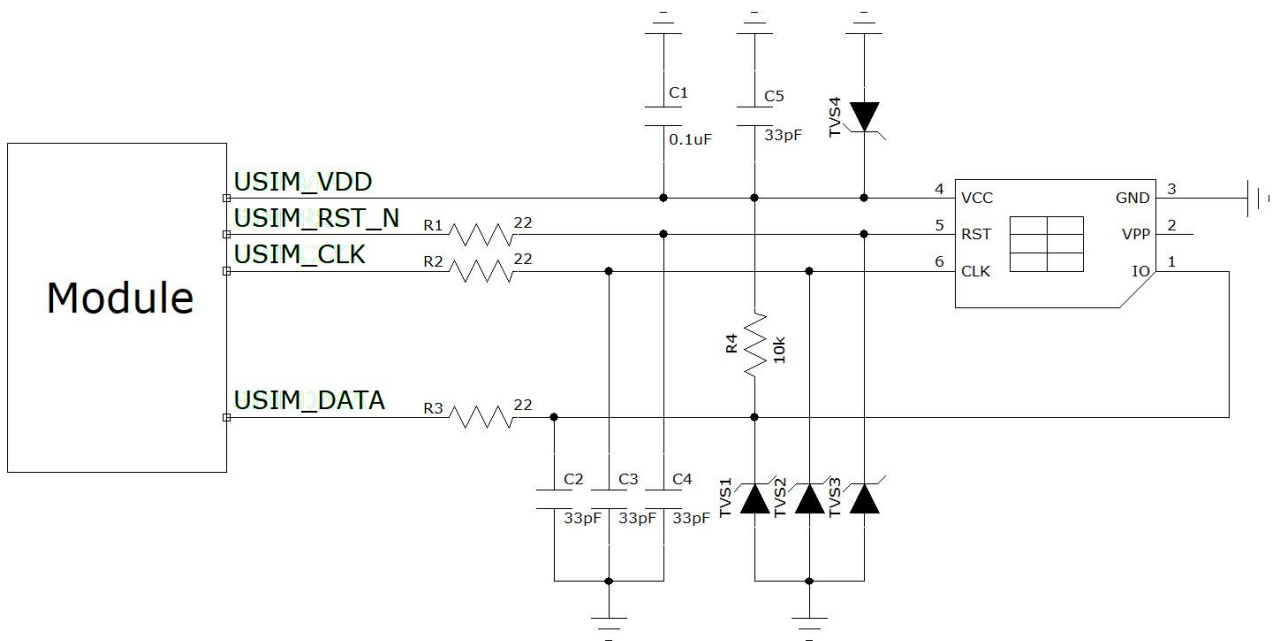 C1
0.1uF
C5
33pF
TVS4
USIM_VDD
USIM_RST_N
USIM_CLK
USIM_DATA
Module
R1
22
R2
22
R3
22
R4
10k
4
VCC
5
RST
6
CLK
GND
3
VPP
2
IO
1
C2
33pF
C3
33pF
C4
33pF
TVS1
TVS2
TVS3